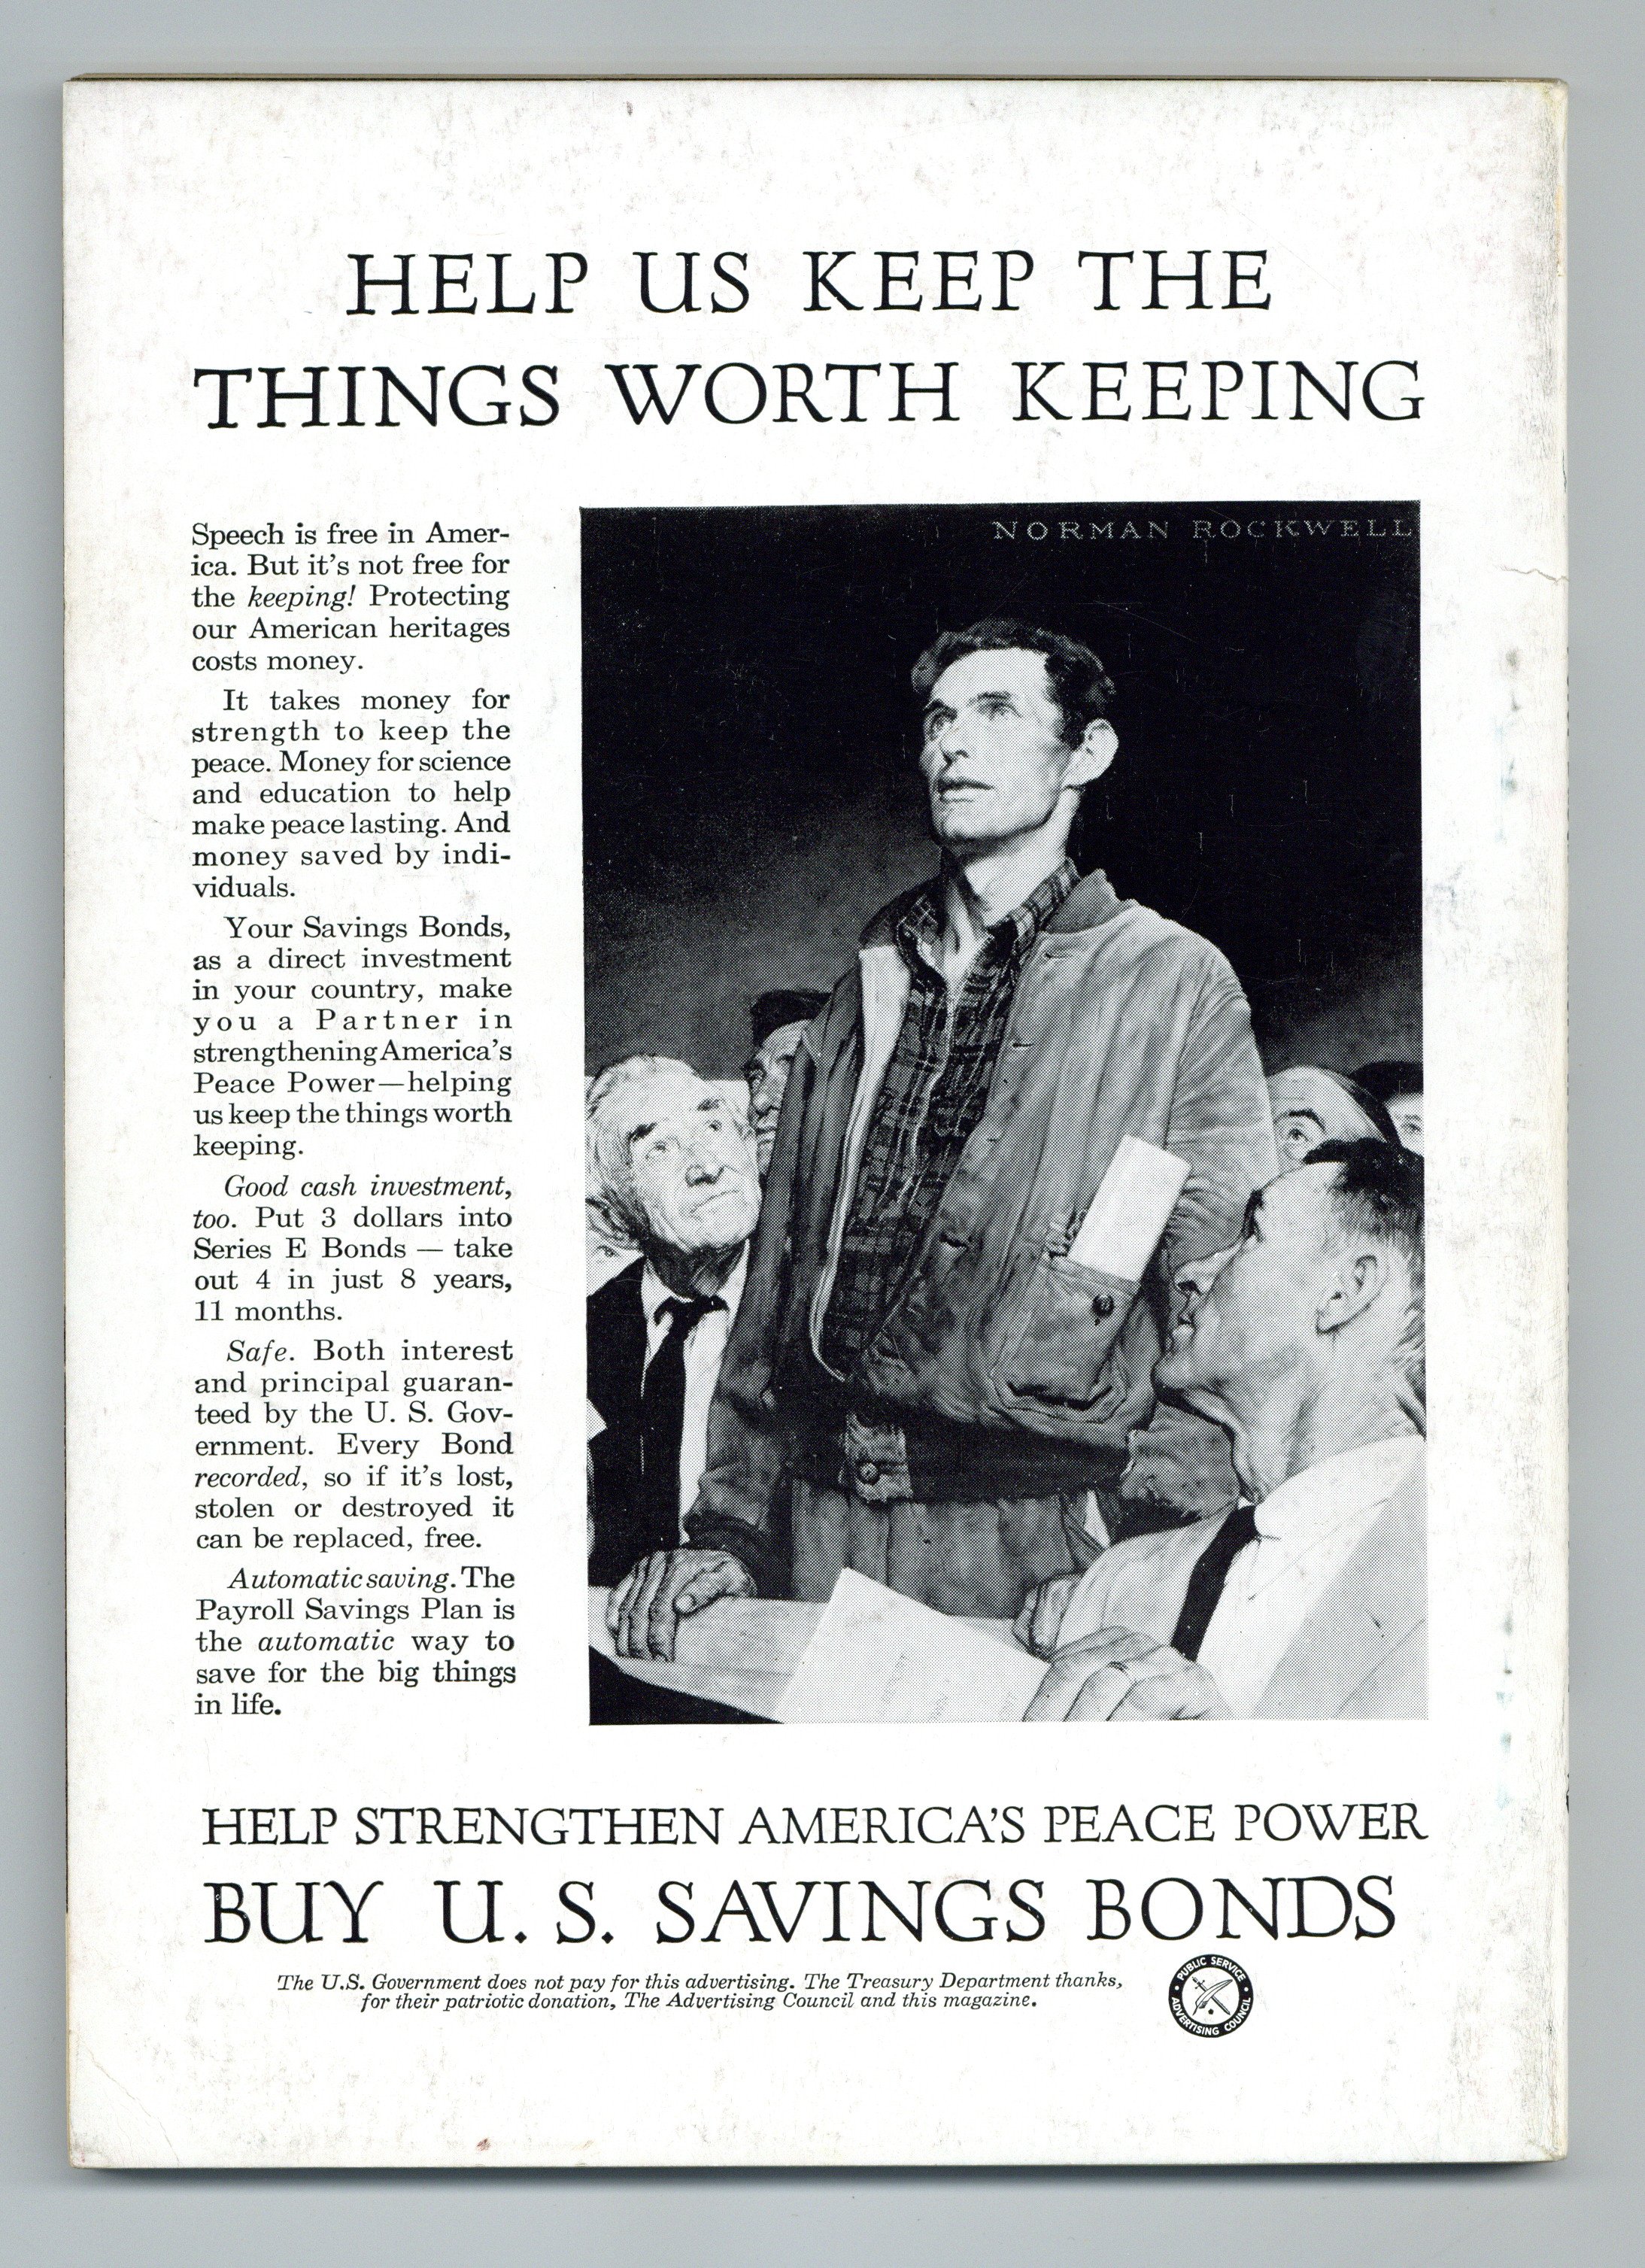 HELP US KEEP THE
THINGS WORTH KEEPING
Speech is free in Amer-
ica. But it's not free for
the keeping! Protecting
our American heritages
costs money.
It takes money for
strength to keep the
peace. Money for science
and education to help
make peace lasting. And
money saved by indi-
viduals.
Your Savings Bonds,
as a direct investment
in your country, make
you a Partner in
strengthening America's
Peace Power—helping
us keep the things worth
keeping.
Good cash investment,
too. Put 3 dollars into
Series E Bonds — take
out 4 in just 8 years,
11 months.
Safe. Both interest
and principal guaran-
teed by the U. S. Gov-
ernment. Every Bond
recorded, so if it's lost,
stolen or destroyed it
can be replaced, free.
Automatic saving. The
Payroll Savings Plan is
the automatic way to
save for the big things
in life.
NORMAN ROCKWELL
HELP STRENGTHEN AMERICA'S PEACE POWER
BUY U. S. SAVINGS BONDS
The U.S. Government does not pay for this advertising. The Treasury Department thanks,
for their patriotic donation, The Advertising Council and this magazine.
PUBLIC SERVICE
ADVERTISING COUNCIL